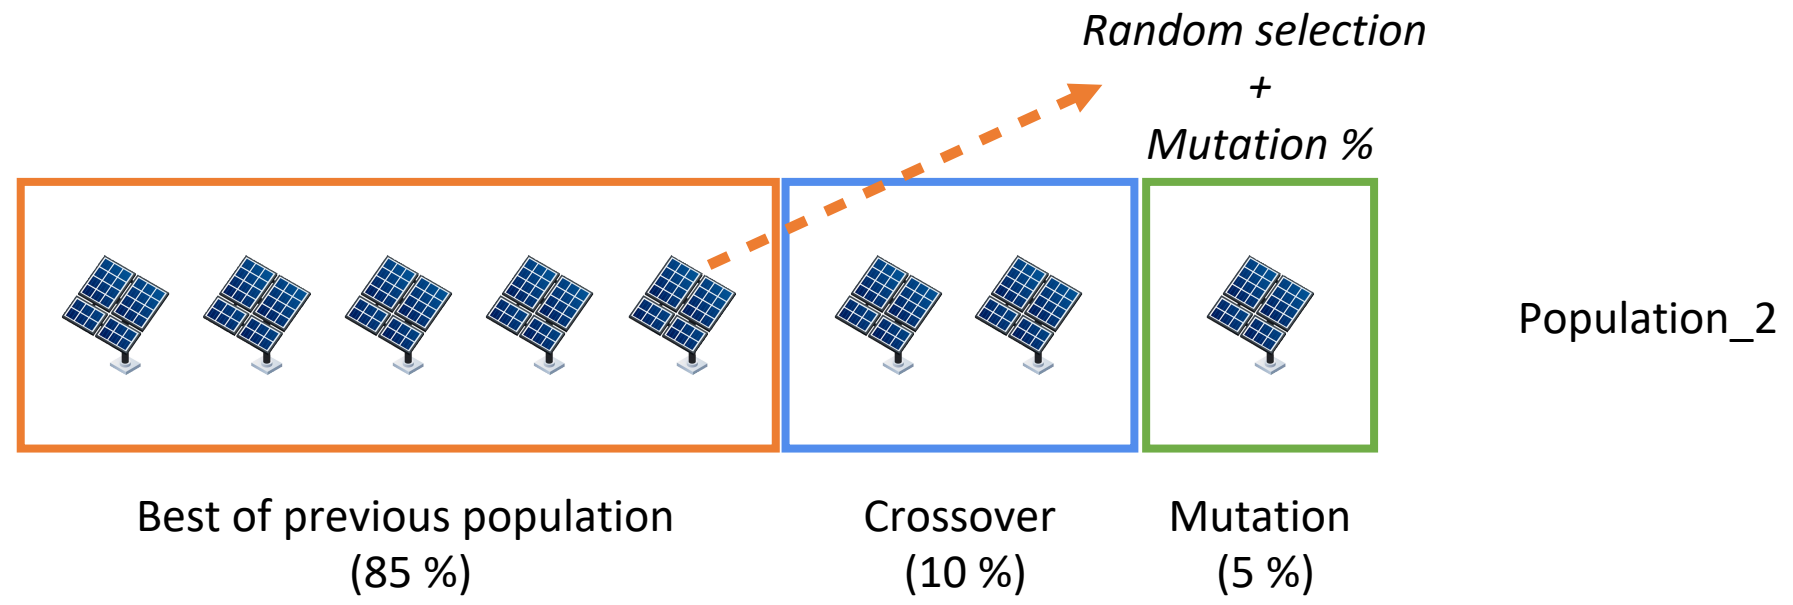 Random selection
+
Mutation %
Population_2
Best of previous population
(85 %)
Crossover
(10 %)
Mutation
(5 %)